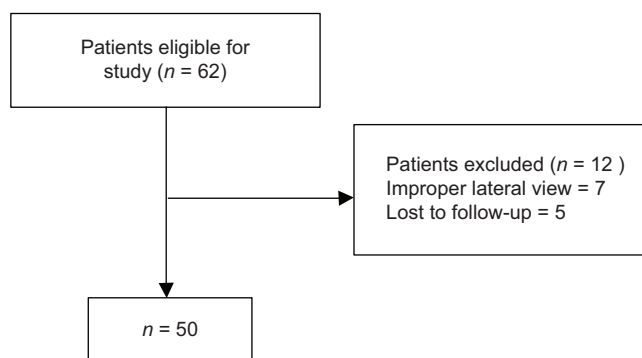 Patients eligible for
study (n = 62)
Patients excluded (n = 12 )
Improper lateral view = 7
Lost to follow-up = 5
n = 50